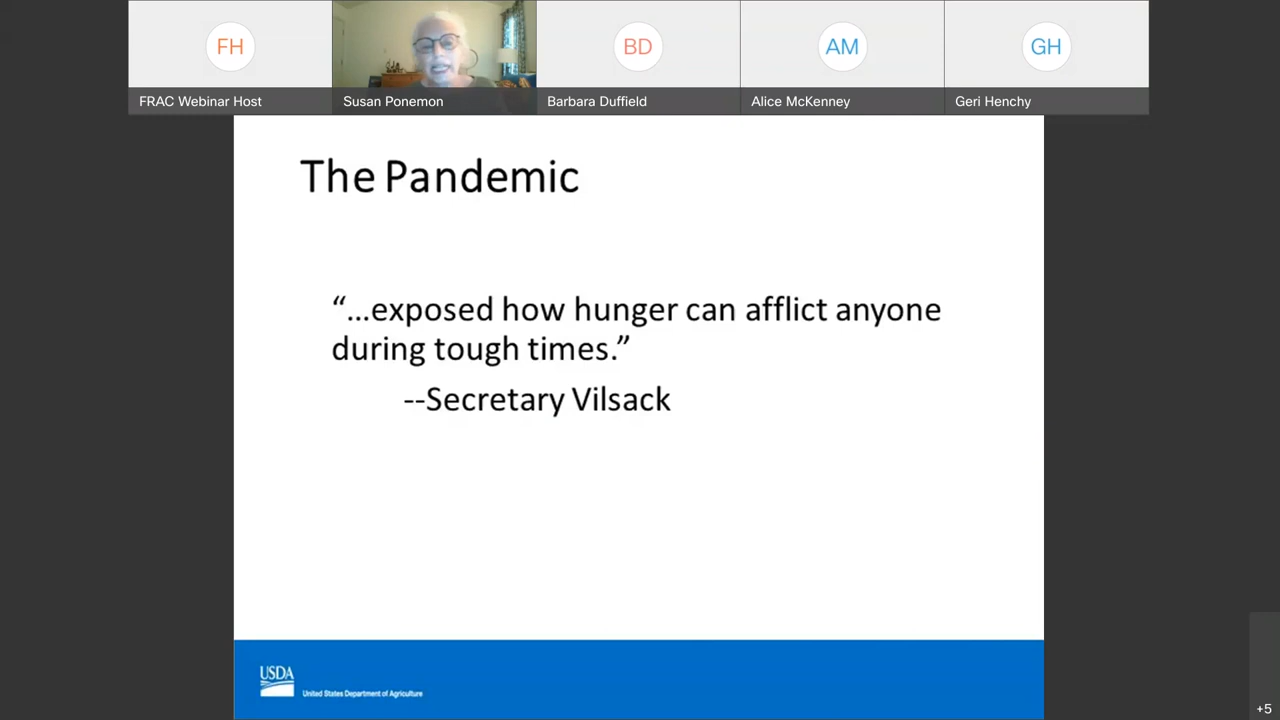 FH
BD
AM
GH
FRAC Webinar Host
Susan Ponemon
Barbara Duffield
Alice McKenney
Geri Henchy
The Pandemic
“...exposed how hunger can afflict anyone
during tough times.”
--Secretary Vilsack
USDA
United States Department of Agriculture
+5